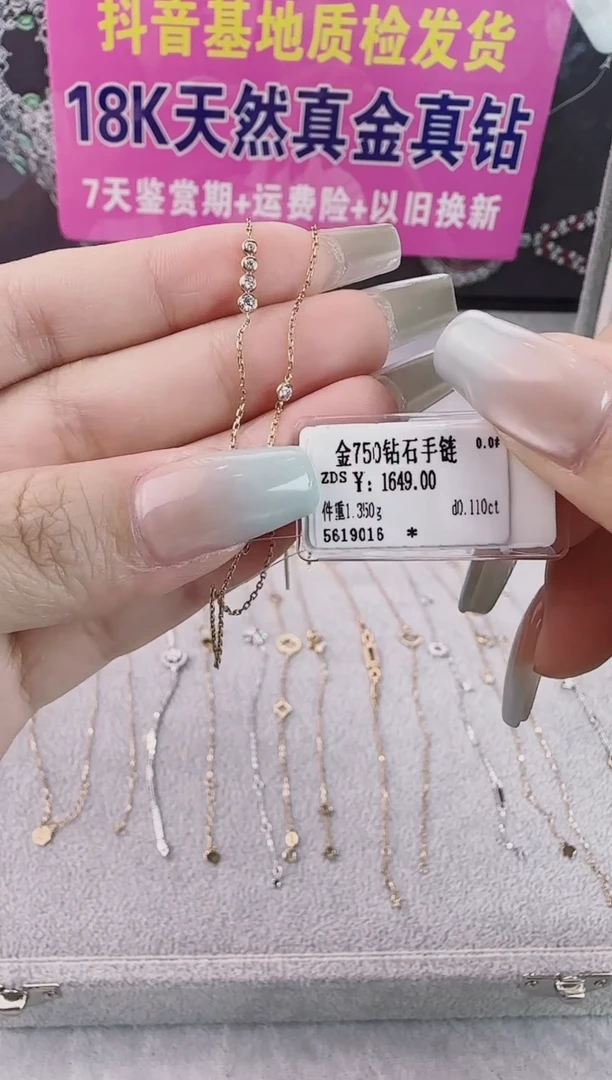 抖音基地质检发货
18K天然真金真钻
7天鉴赏期+运费险+以旧换新
金750钻石手链 0.0#
ZDS ¥: 1649.00
件重1.350g d0.110ct
5619016 *